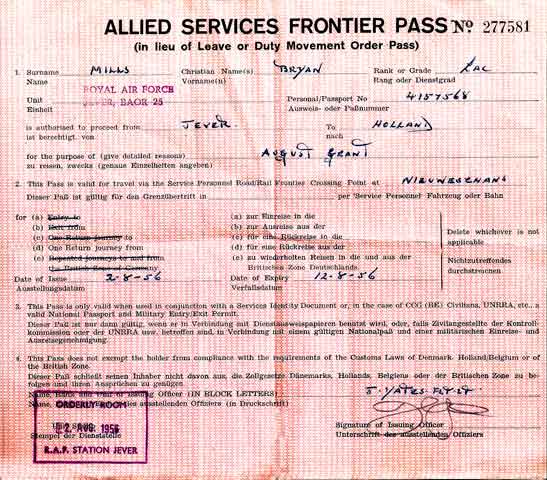 ALLIED SERVICES FRONTIER PASS No 277581
(in lieu of Leave or Duty Movement Order Pass)
1. Surname MILLS Christian Name(s) BRYAN Rank or Grade LAC
Name Vorname(n) Rang oder Dienstgrad
Unit ROYAL AIR FORCE Personal/Passport No 4157568
Einheit JEVER, BAOR 25 Ausweis- oder Paßnummer
is authorised to proceed from JEVER To HOLLAND
ist berechtigt, von nach
for the purpose of (give detailed reasons) AUGUST GRANT
zu reisen, zwecks (genaue Einzelheiten angeben)
2. This Pass is valid for travel via the Service Personnel Road/Rail Frontier Crossing Point at NIEUWESCHANS
Dieser Paß ist gültig für den Grenzübertritt in per Service Personnel Fahrzeug oder Bahn
for (a) Entry to (a) zur Einreise in die
(b) Exit from (b) zur Ausreise aus der
(c) One Return journey to (c) für eine Rückreise in die
(d) One Return journey from (d) für eine Rückreise aus der
(e) Repeated journeys to and from (e) zu wiederholten Reisen in die und aus der
the British Zone of Germany Britischen Zone Deutschlands.
Delete whichever is not
applicable
Nichtzutreffendes
durchstreichen
Date of Issue 2-8-56 Date of Expiry 12-8-56
Ausstellungsdatum Verfallsdatum
3. This Pass is only valid when used in conjunction with a Services Identity Document or, in the case of CCG (BE) Civilians, UNRRA, etc., a
valid National Passport and Military Entry/Exit Permit.
Dieser Paß ist nur dann gültig, wenn er in Verbindung mit Dienstausweispapieren benutzt wird, oder, falls Zivilangestellte der Kontroll-
kommission oder der UNRRA usw. betroffen sind, in Verbindung mit einem gültigen Nationalpaß und einer militärischen Einreise- und
Ausreisegenehmigung.
4. This Pass does not exempt the holder from compliance with the requirements of the Customs Laws of Denmark, Holland/Belgium or of
the British Zone.
Dieser Paß schließt seinen Inhaber nicht davon aus, die Zollgesetze Dänemarks, Hollands, Belgiens oder der Britischen Zone zu be-
folgen und ihren Ansprüchen zu genügen
Name, Rank and Unit of Issuing Officer (IN BLOCK LETTERS) J. YATES FLT LT
Name, des ausstellenden Offiziers (in Druckschrift)
ORDERLY ROOM
2 AUG 1956
R.A.F. STATION JEVER
Stempel der Dienststelle
Signature of Issuing Officer
Unterschrift des ausstellenden Offiziers